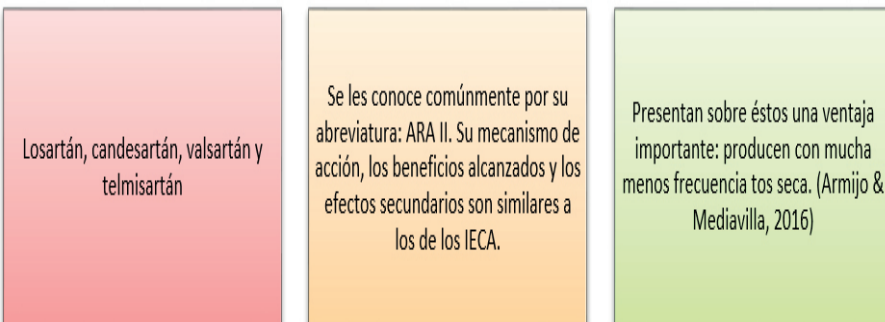 Losartán, candesartán, valsartán y
telmisartán
Se les conoce comúnmente por su
abreviatura: ARA II. Su mecanismo de
acción, los beneficios alcanzados y los
efectos secundarios son similares a
los de los IECA.
Presentan sobre éstos una ventaja
importante: producen con mucha
menos frecuencia tos seca. (Armijo &
Mediavilla, 2016)